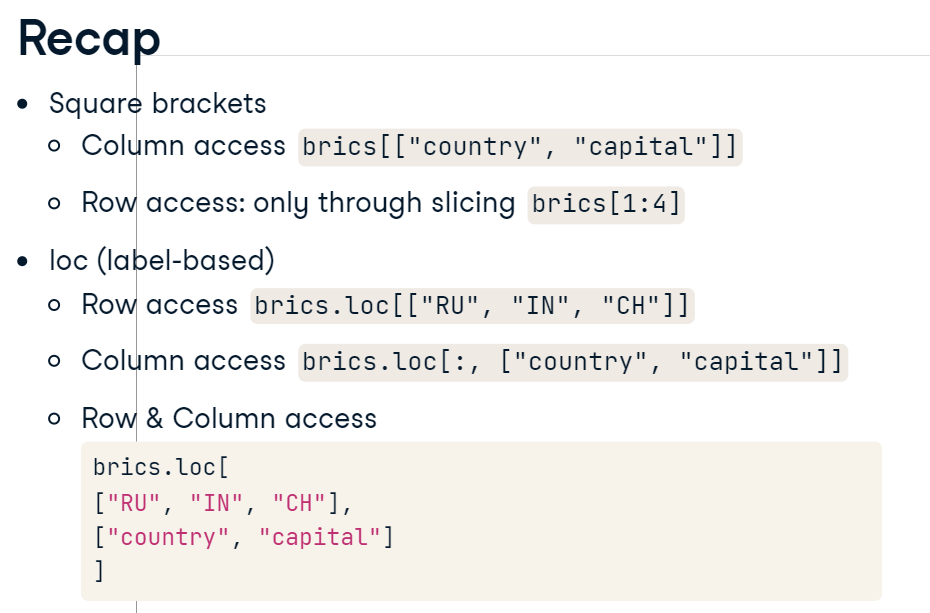 Recap
Square brackets
Column access brics[["country", "capital"]]
Row access: only through slicing brics[1:4]
loc (label-based)
Row access brics.loc[["RU", "IN", "CH"]]
Column access brics.loc[:, ["country", "capital"]]
Row & Column access
brics.loc[
["RU", "IN", "CH"],
["country", "capital"]
]